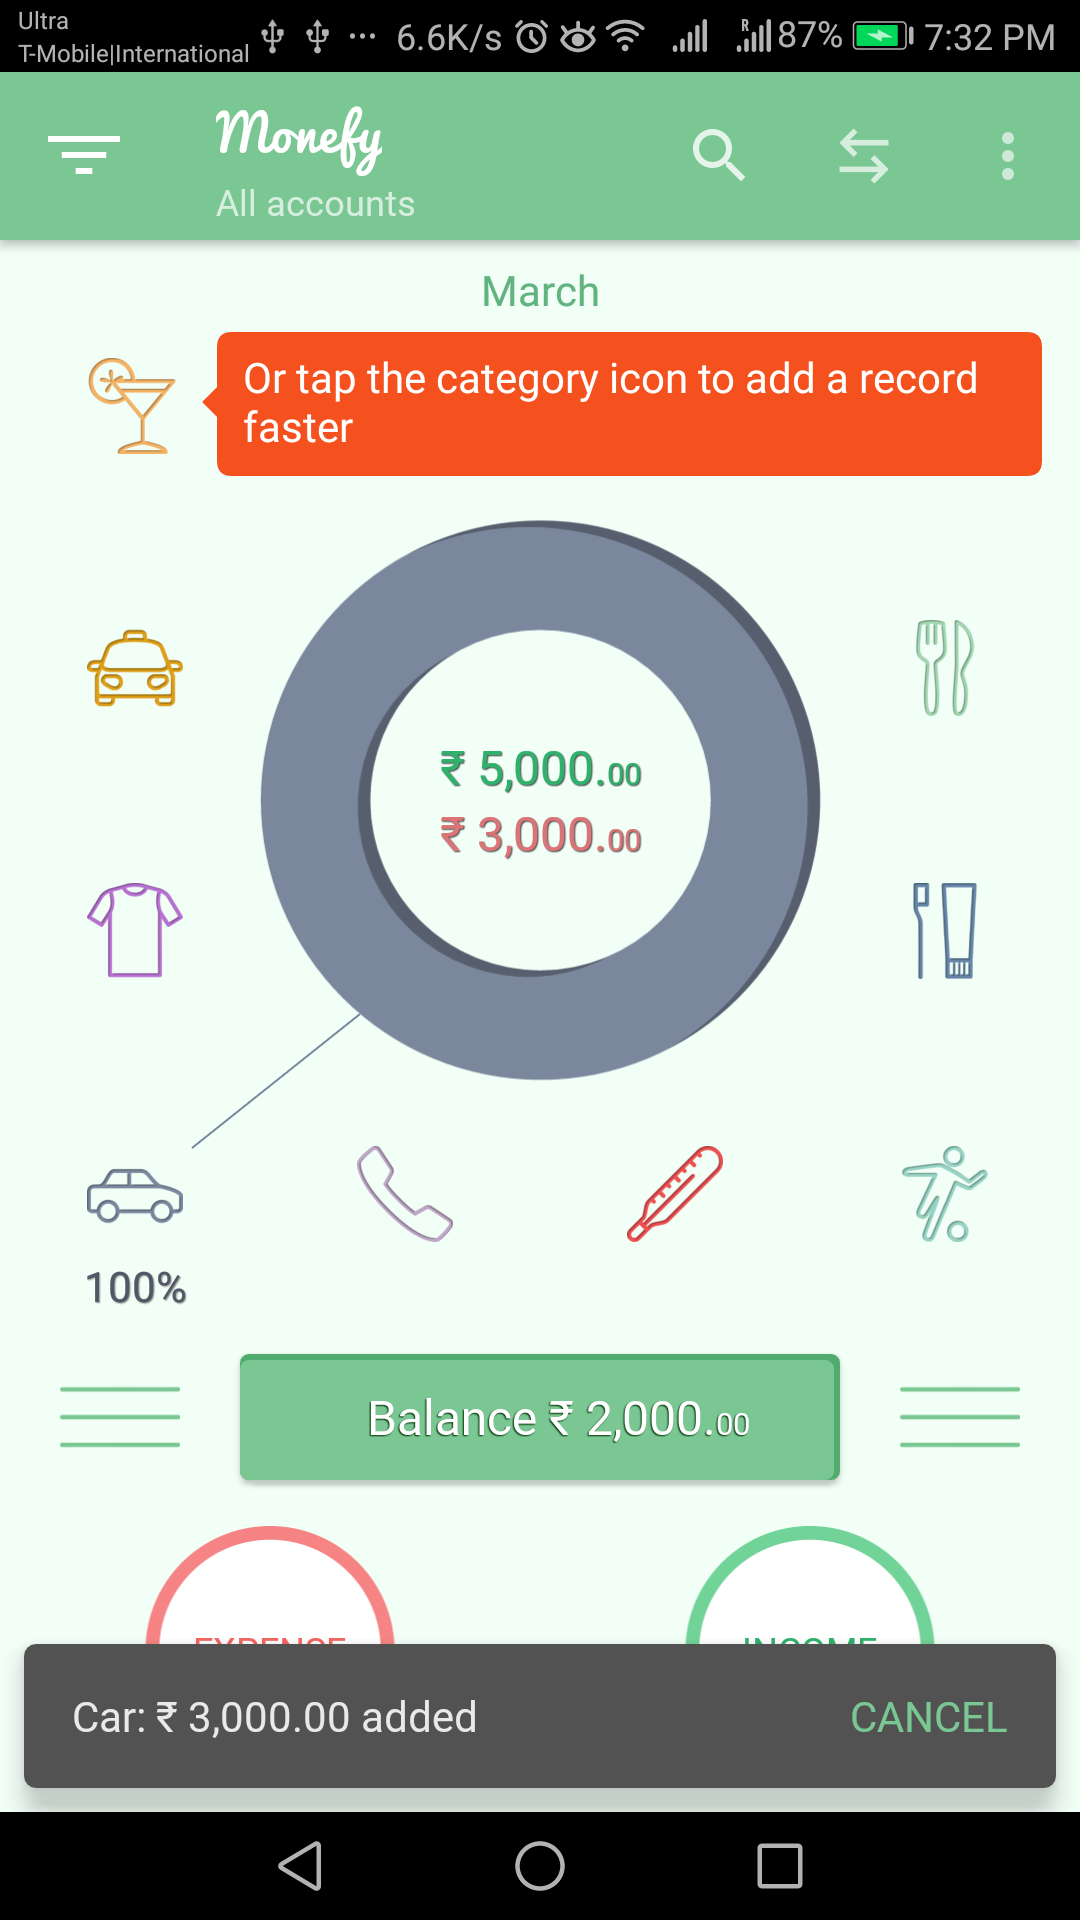 Ultra
T-Mobile|International
6.6K/s
R
87%
7:32 PM
Monefy
All accounts
March
Or tap the category icon to add a record
faster
₹ 5,000.00
₹ 3,000.00
100%
Balance ₹ 2,000.00
EXPENSE
INCOME
Car: ₹ 3,000.00 added
CANCEL